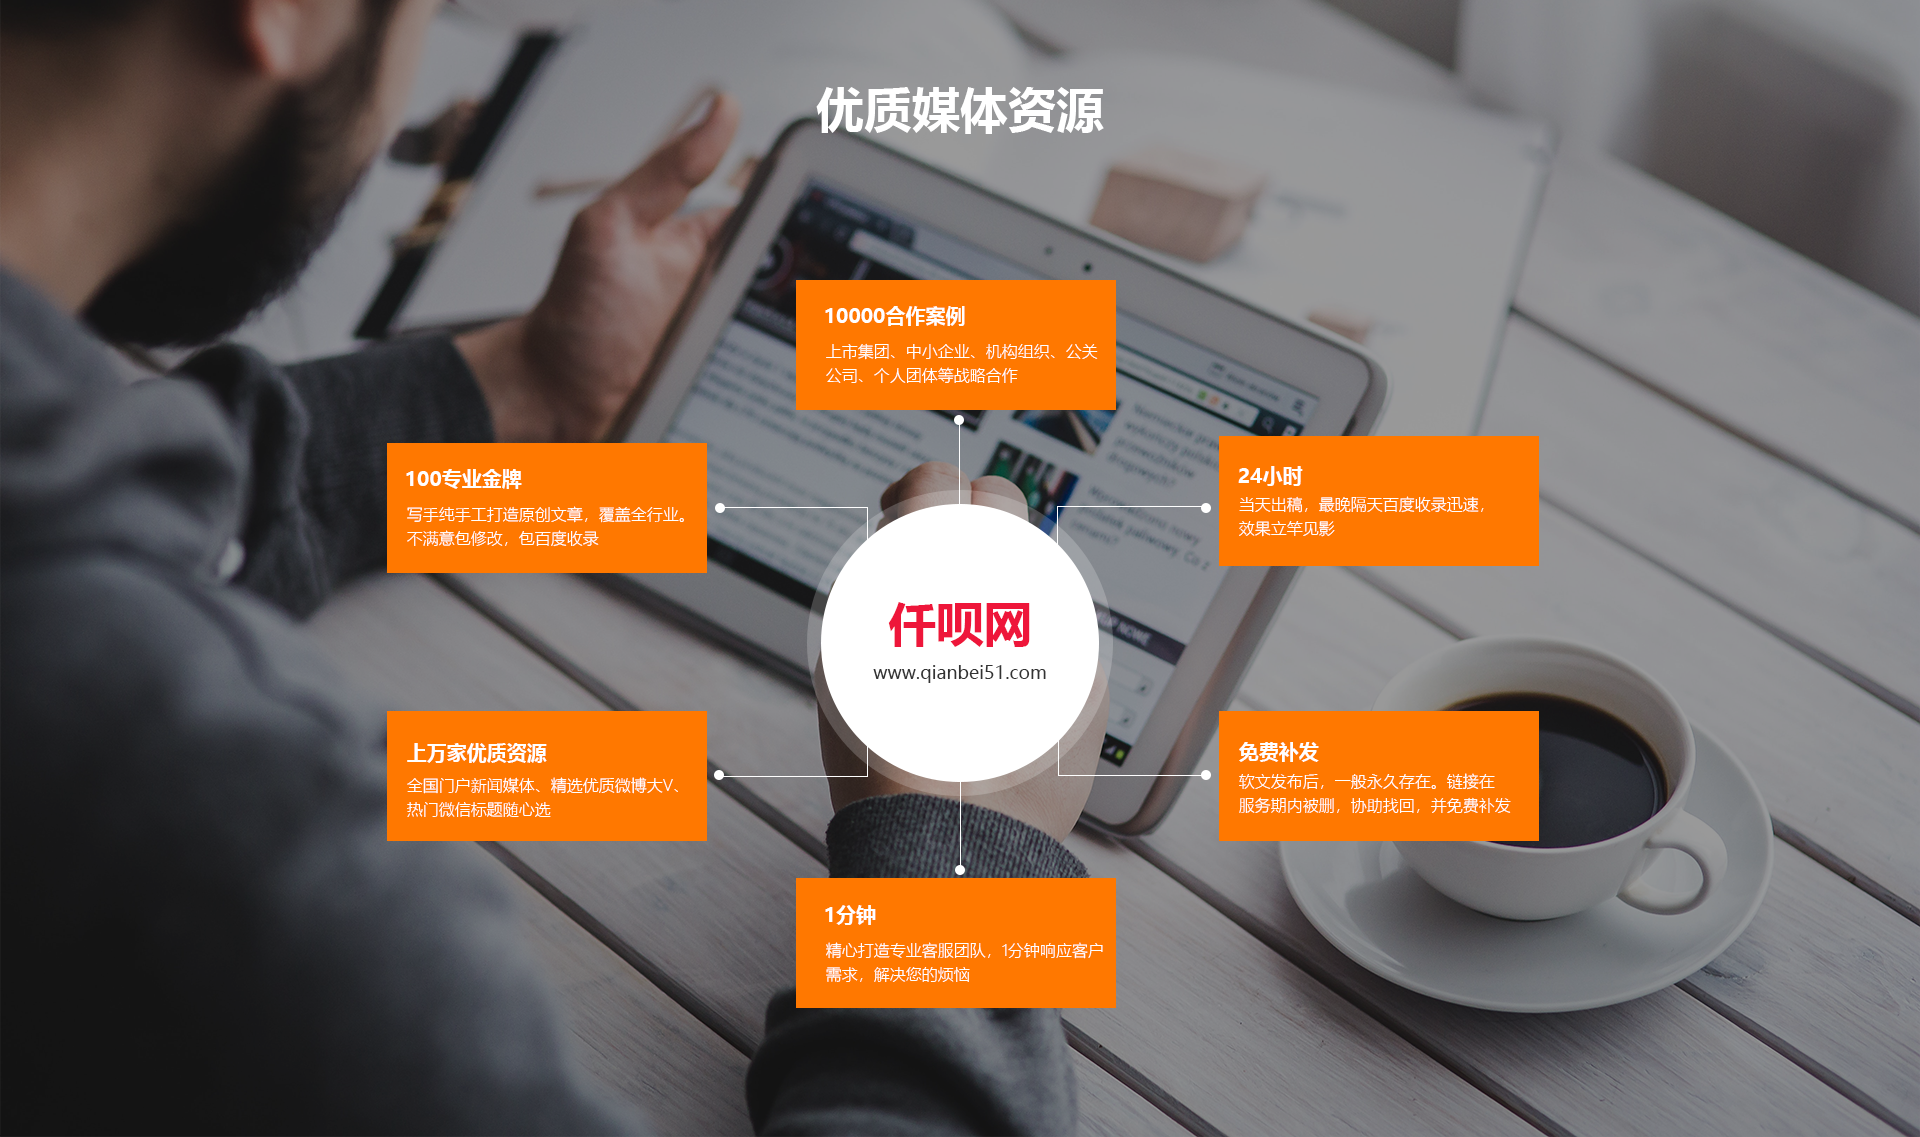 优质媒体资源
10000合作案例
上市集团、中小企业、机构组织、公关
公司、个人团体等战略合作
100专业金牌
写手纯手工打造原创文章，覆盖全行业。
不满意包修改，包百度收录
24小时
当天出稿，最晚隔天百度收录迅速，
效果立竿见影
仟呗网
www.qianbei51.com
上万家优质资源
全国门户新闻媒体、精选优质微博大V、
热门微信标题随心选
免费补发
软文发布后，一般永久存在。链接在
服务期内被删，协助找回，并免费补发
1分钟
精心打造专业客服团队，1分钟响应客户
需求，解决您的烦恼